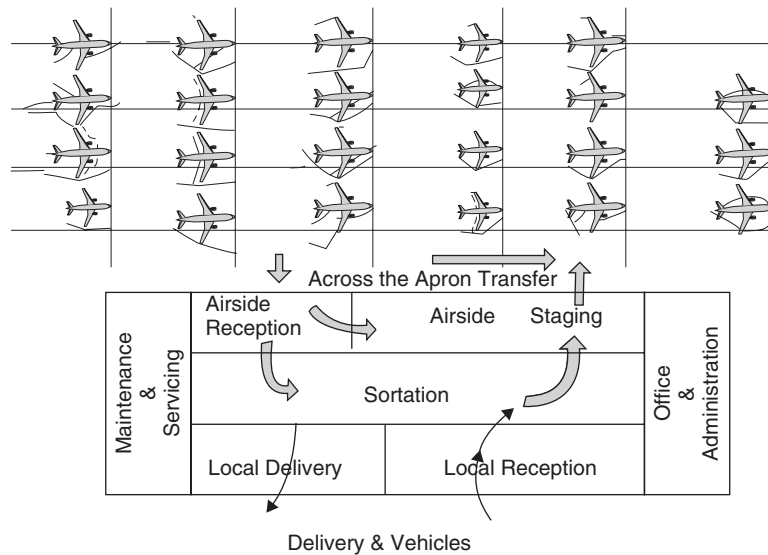 Across the Apron Transfer
Airside
Reception
Airside
Staging
Maintenance
&
Servicing
Sortation
Office
&
Administration
Local Delivery
Local Reception
Delivery & Vehicles